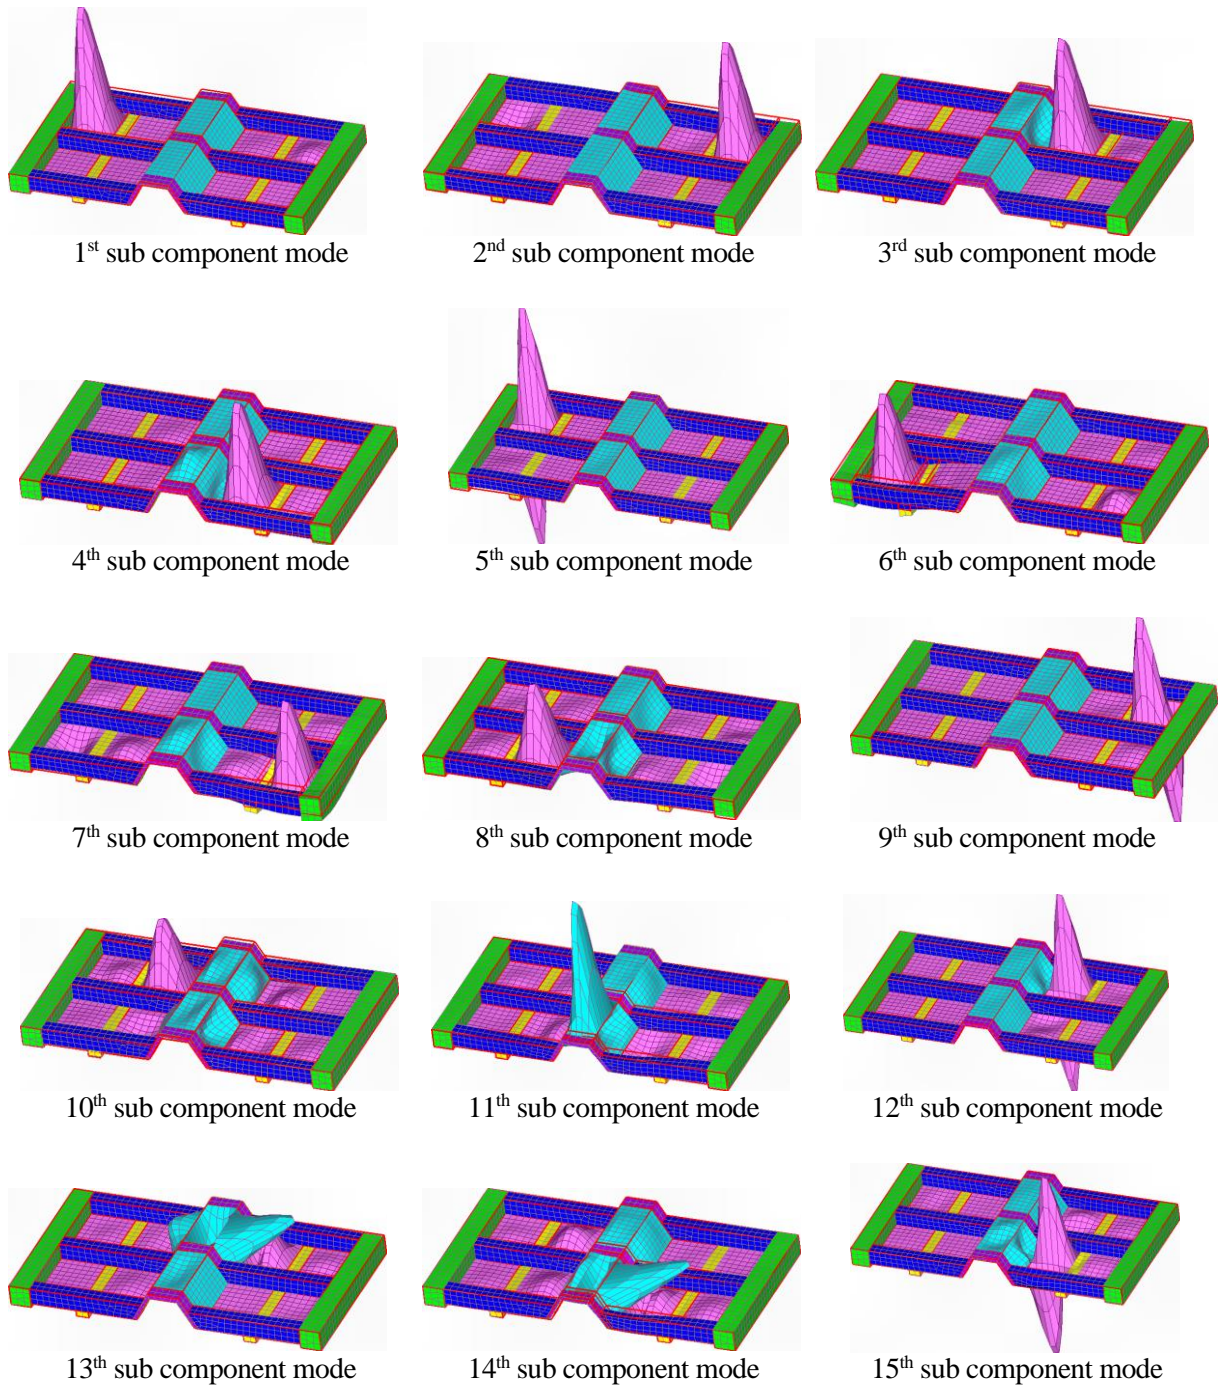 1st sub component mode
2nd sub component mode
3rd sub component mode
4th sub component mode
5th sub component mode
6th sub component mode
7th sub component mode
8th sub component mode
9th sub component mode
10th sub component mode
11th sub component mode
12th sub component mode
13th sub component mode
14th sub component mode
15th sub component mode